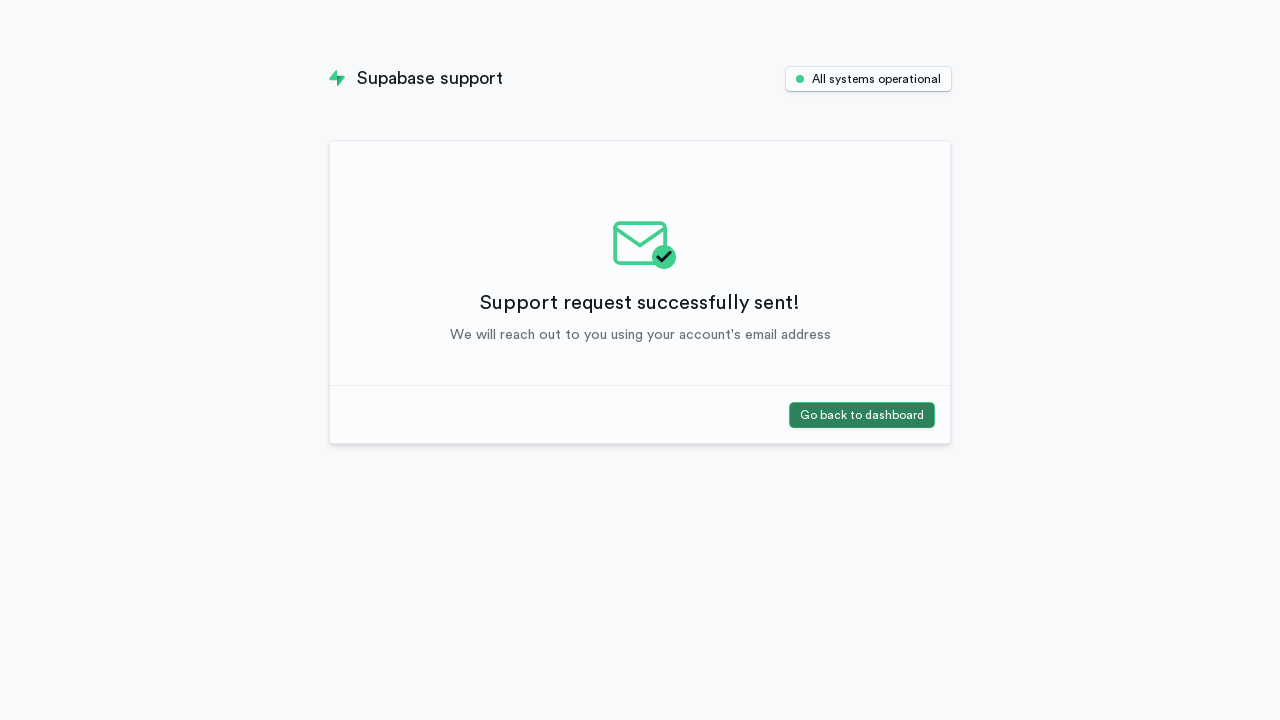 Supabase support
All systems operational
Support request successfully sent!
We will reach out to you using your account's email address
Go back to dashboard